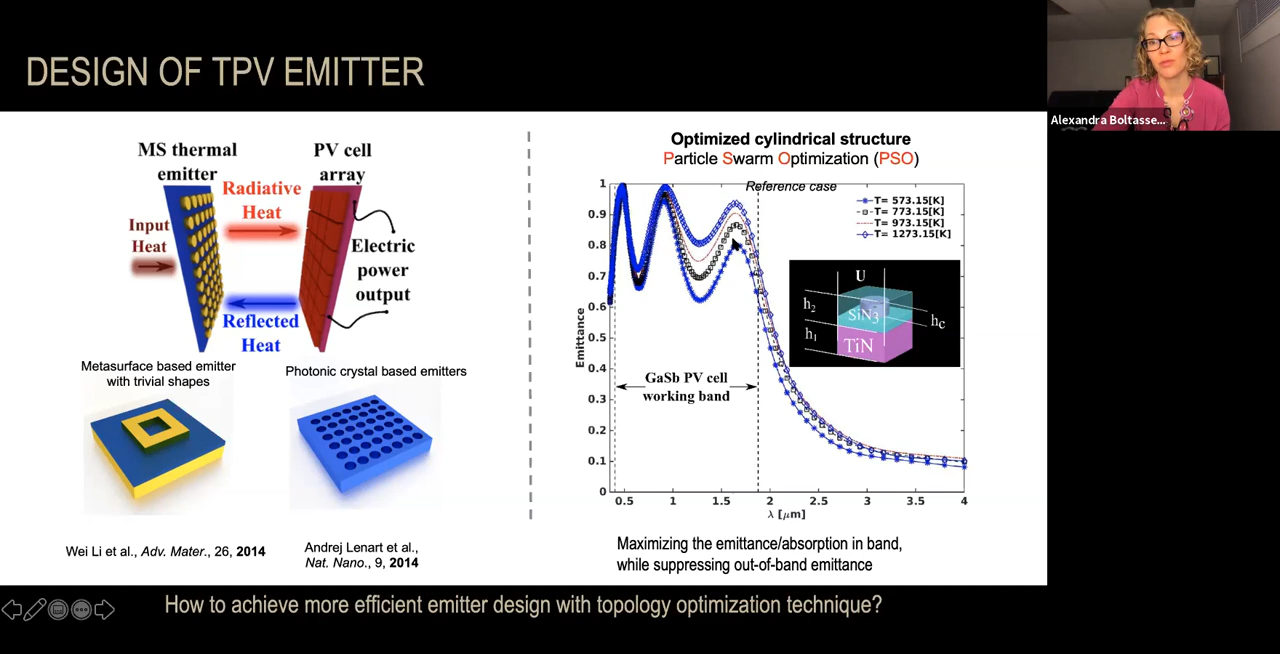 DESIGN OF TPV EMITTER
Alexandra Boltasse...
MS thermal
emitter
PV cell
array
Radiative
Heat
Input
Heat
Electric
power
output
Reflected
Heat
Metasurface based emitter
with trivial shapes
Photonic crystal based emitters
Wei Li et al., Adv. Mater., 26, 2014
Andrej Lenart et al.,
Nat. Nano., 9, 2014
Optimized cylindrical structure
Particle Swarm Optimization (PSO)
Reference case
T= 573.15[K]
T= 773.15[K]
T= 973.15[K]
T= 1273.15[K]
U
h2
SiN3
hc
h1
TiN
GaSb PV cell
working band
Emittance
1
0.9
0.8
0.7
0.6
0.5
0.4
0.3
0.2
0.1
0
0.5 1 1.5 2 2.5 3 3.5 4
λ [μm]
Maximizing the emittance/absorption in band,
while suppressing out-of-band emittance
How to achieve more efficient emitter design with topology optimization technique?